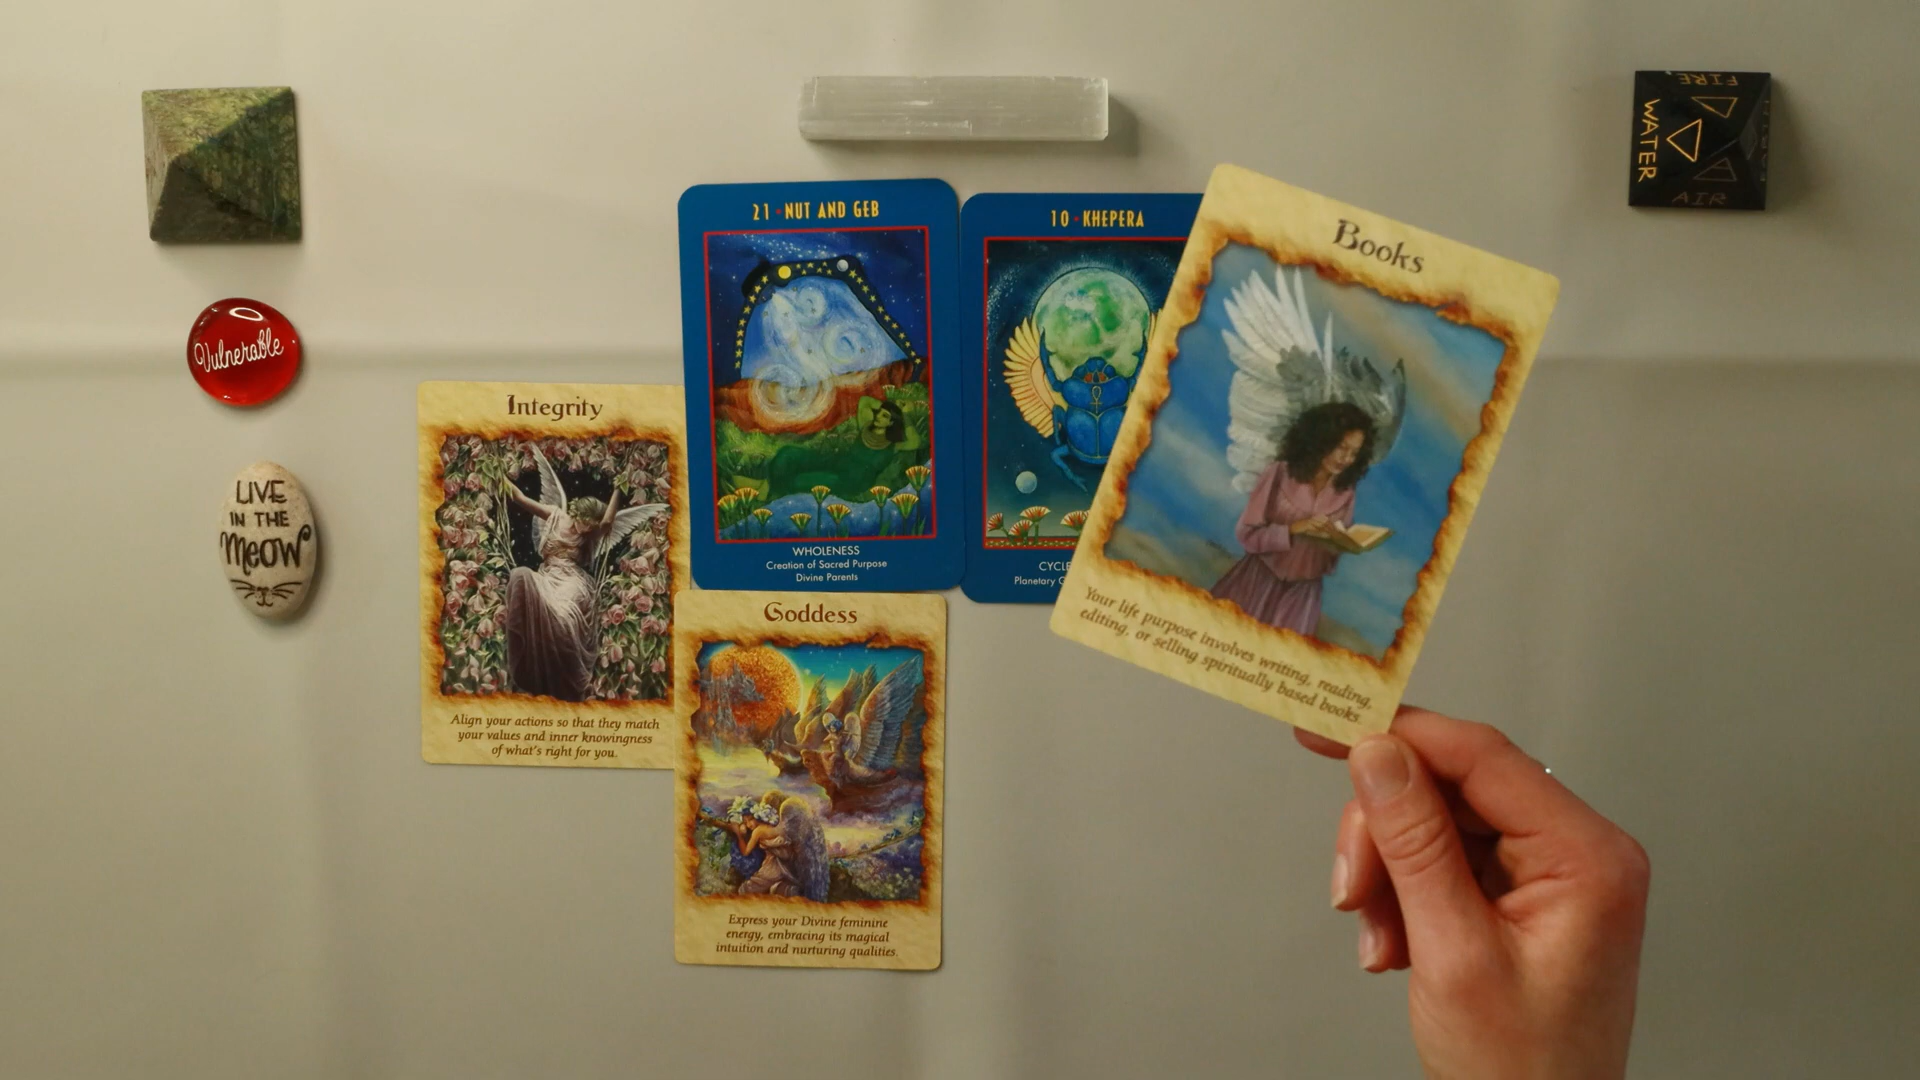 FIRE
WATER
AIR
21 • NUT AND GEB
WHOLENESS
Creation of Sacred Purpose
Divine Parents
10 • KHEPERA
CYCLE
Planetary
Books
Your life purpose involves writing, reading,
editing, or selling spiritually based books.
Vulnerable
LIVE
IN THE
meow
Integrity
Align your actions so that they match
your values and inner knowingness
of what's right for you.
Goddess
Express your Divine feminine
energy, embracing its magical
intuition and nurturing qualities.